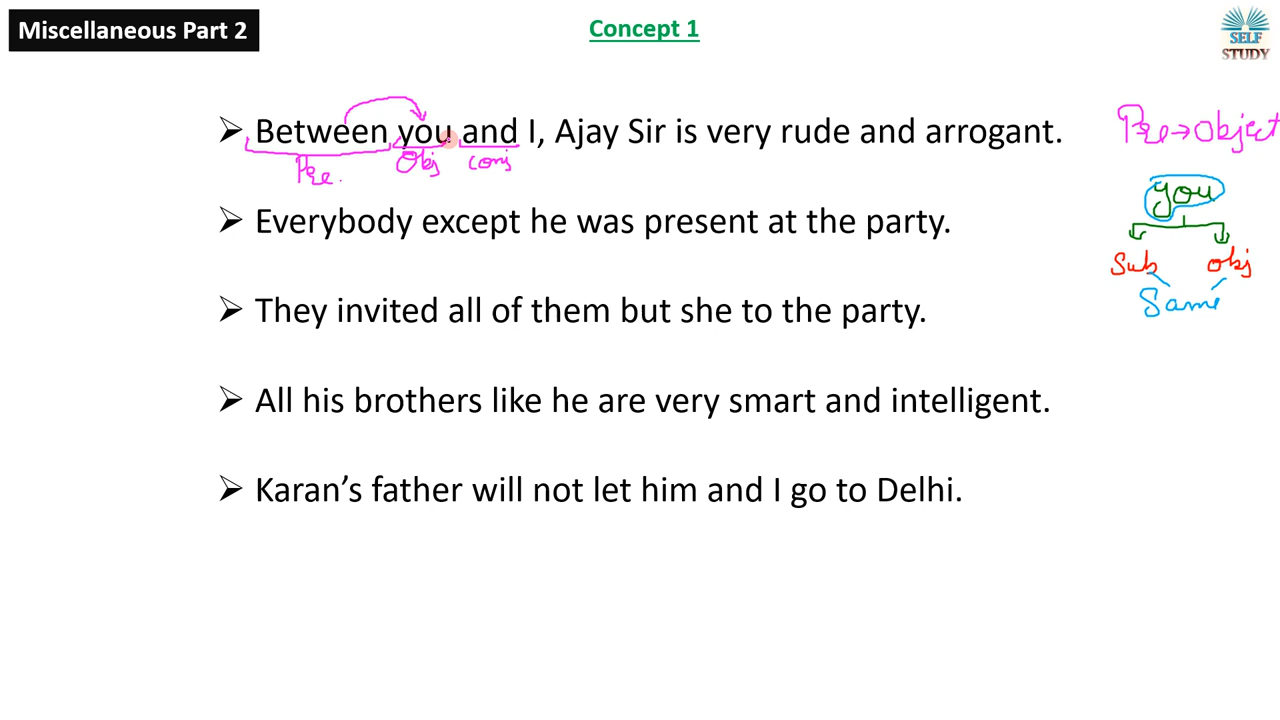 Miscellaneous Part 2
Concept 1
SELF
STUDY
➢ Between you and I, Ajay Sir is very rude and arrogant.
Pre. Obj conj
Pre→Object
you
Sub Obj
Same
➢ Everybody except he was present at the party.
➢ They invited all of them but she to the party.
➢ All his brothers like he are very smart and intelligent.
➢ Karan’s father will not let him and I go to Delhi.